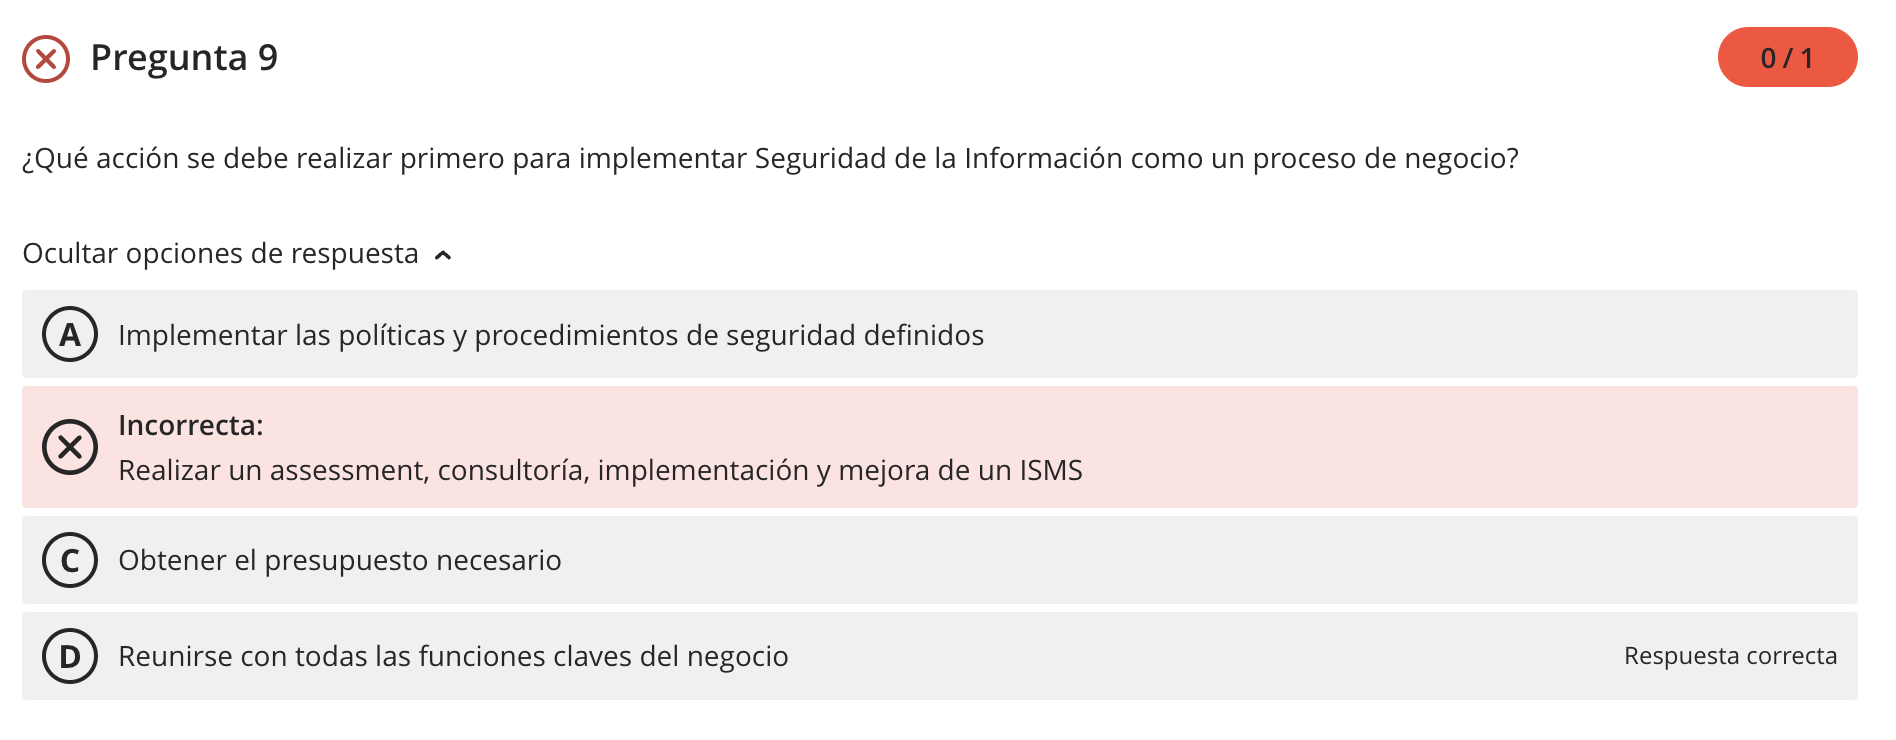 Pregunta 9
0 / 1
¿Qué acción se debe realizar primero para implementar Seguridad de la Información como un proceso de negocio?
Ocultar opciones de respuesta
A Implementar las políticas y procedimientos de seguridad definidos
Incorrecta:
Realizar un assessment, consultoría, implementación y mejora de un ISMS
C Obtener el presupuesto necesario
D Reunirse con todas las funciones claves del negocio Respuesta correcta